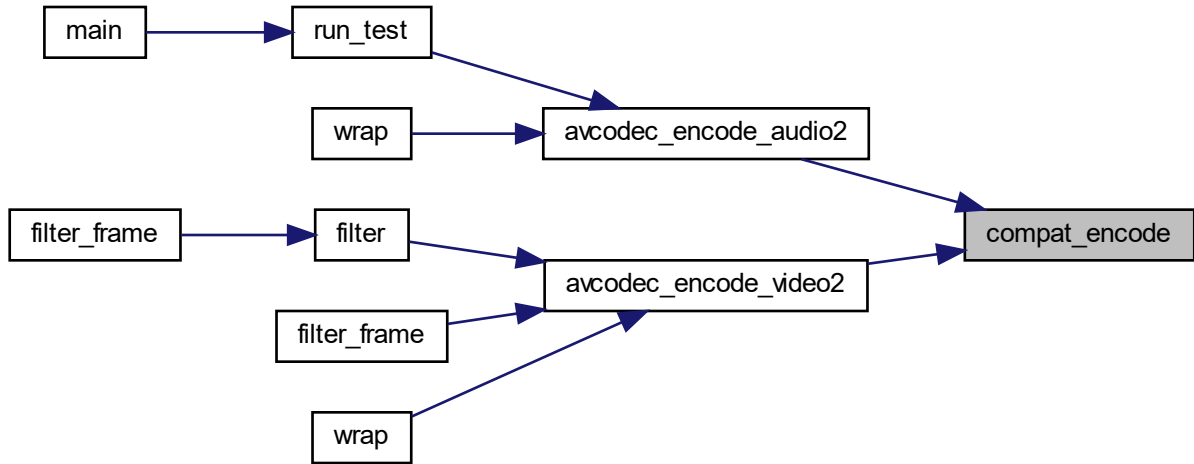 main
run_test
wrap
avcodec_encode_audio2
filter_frame
filter
compat_encode
avcodec_encode_video2
filter_frame
wrap